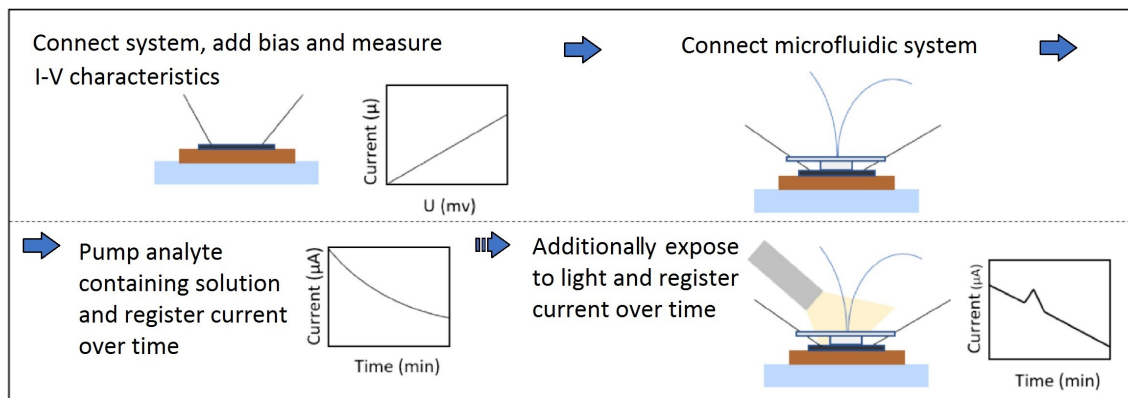 Connect system, add bias and measure
I-V characteristics
Current (μ)
U (mv)
Connect microfluidic system
Pump analyte
containing solution
and register current
over time
Current (μA)
Time (min)
Additionally expose
to light and register
current over time
Current (μA)
Time (min)